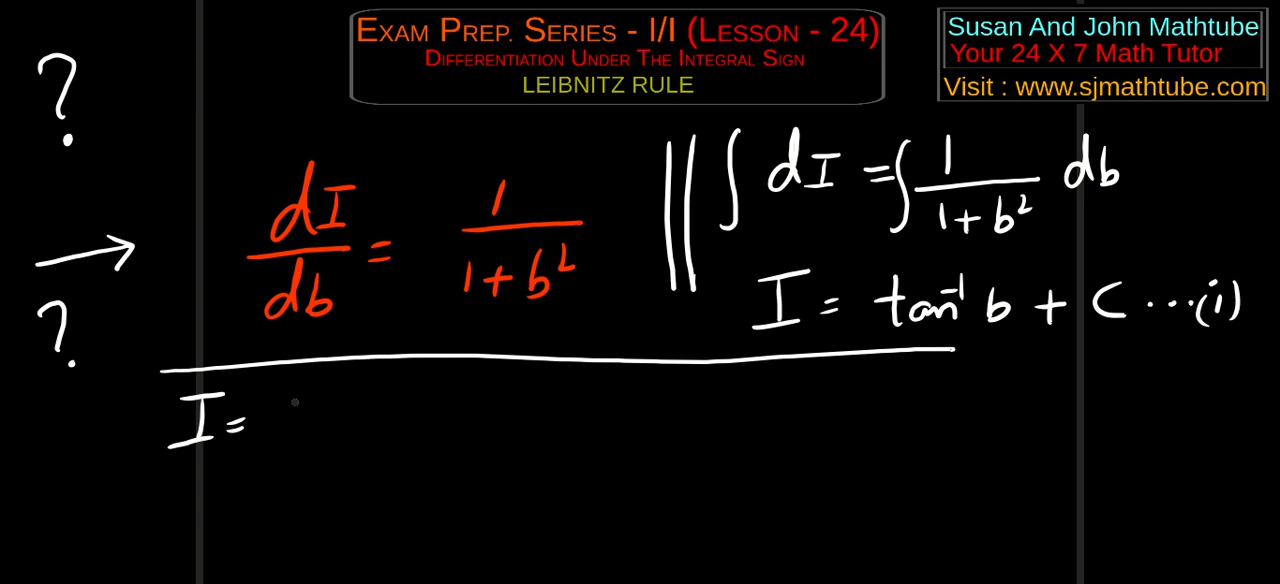 Exam Prep. Series - I/I (Lesson - 24)
Differentiation Under The Integral Sign
LEIBNITZ RULE
Susan And John Mathtube
Your 24 X 7 Math Tutor
Visit : www.sjmathtube.com
?
→
?
dI/db = 1/(1+b²)
∫ dI = ∫ 1/(1+b²) db
I = tan⁻¹ b + C ...(i)
I =